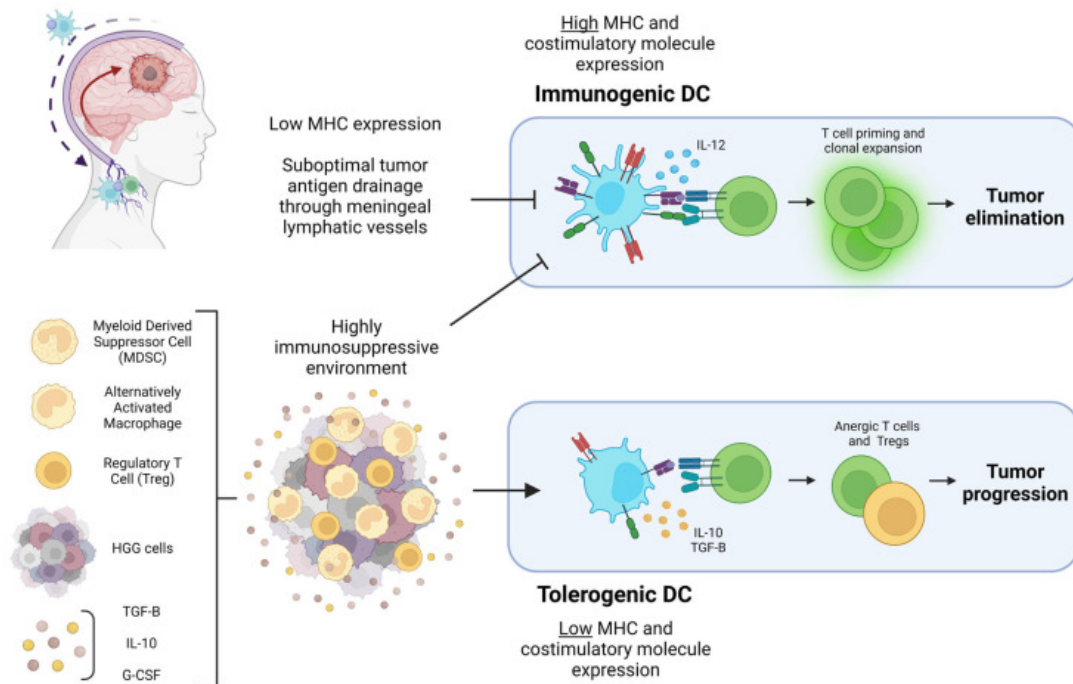 High MHC and
costimulatory molecule
expression
Immunogenic DC
Low MHC expression
Suboptimal tumor
antigen drainage
through meningeal
lymphatic vessels
IL-12
T cell priming and
clonal expansion
Tumor
elimination
Myeloid Derived
Suppressor Cell
(MDSC)
Alternatively
Activated
Macrophage
Regulatory T
Cell (Treg)
HGG cells
TGF-B
IL-10
G-CSF
Highly
immunosuppressive
environment
IL-10
TGF-B
Anergic T cells
and Tregs
Tumor
progression
Tolerogenic DC
Low MHC and
costimulatory molecule
expression